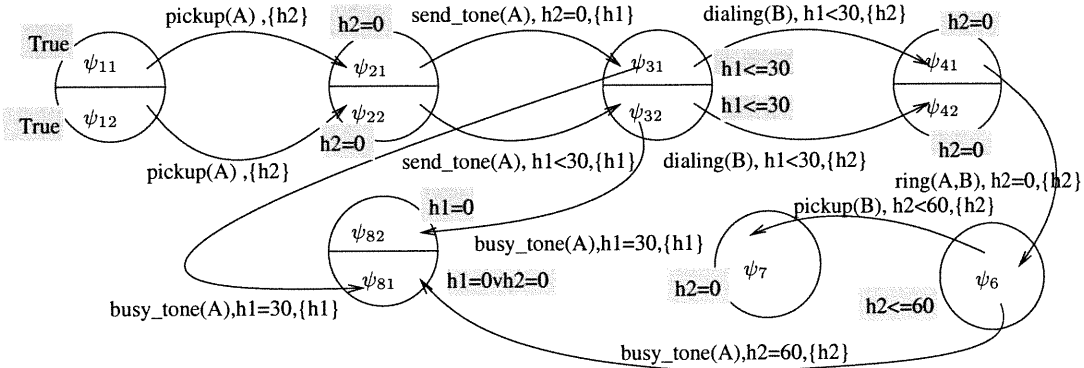 pickup(A) ,{h2}
send_tone(A), h2=0,{h1}
dialing(B), h1<30,{h2}
True
h2=0
h2=0
ψ11
ψ21
ψ31
h1<=30
ψ41
h1<=30
True
ψ12
ψ22
ψ32
ψ42
h2=0
h2=0
pickup(A) ,{h2}
send_tone(A), h1<30,{h1}
dialing(B), h1<30,{h2}
ring(A,B), h2=0,{h2}
h1=0
pickup(B), h2<60,{h2}
ψ82
busy_tone(A),h1=30,{h1}
ψ81
h1=0vh2=0
ψ7
ψ6
h2=0
h2<=60
busy_tone(A),h1=30,{h1}
busy_tone(A),h2=60,{h2}